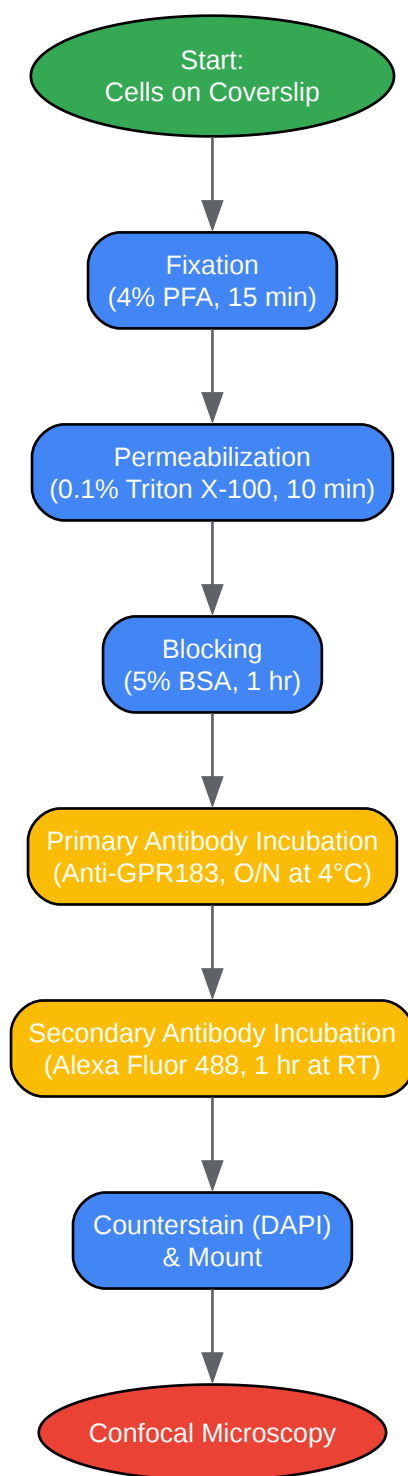 Start:
Cells on Coverslip
Fixation
(4% PFA, 15 min)
Permeabilization
(0.1% Triton X-100, 10 min)
Blocking
(5% BSA, 1 hr)
Primary Antibody Incubation
(Anti-GPR183, O/N at 4°C)
Secondary Antibody Incubation
(Alexa Fluor 488, 1 hr at RT)
Counterstain (DAPI)
& Mount
Confocal Microscopy